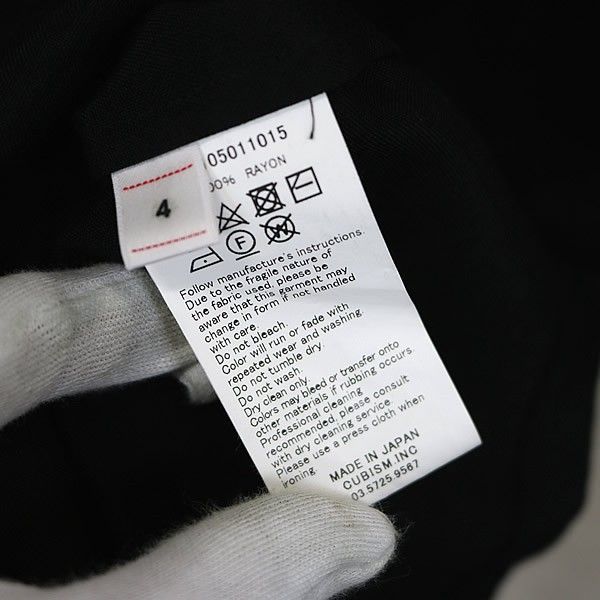 05011015
4
00% RAYON
F
W
Follow manufacture's instructions.
Due to the fragile nature of
the fabric used, please be
aware that this garment may
change in form if not handled
with care.
Do not bleach.
Color will run or fade with
repeated wear and washing.
Do not tumble dry.
Do not wash.
Dry clean only.
Colors may bleed or transfer onto
other materials if rubbing occurs.
Professional cleaning
recommended, please consult
with dry cleaning service.
Please use a press cloth when
ironing.
MADE IN JAPAN
CUBISM.INC
03.5725.9567